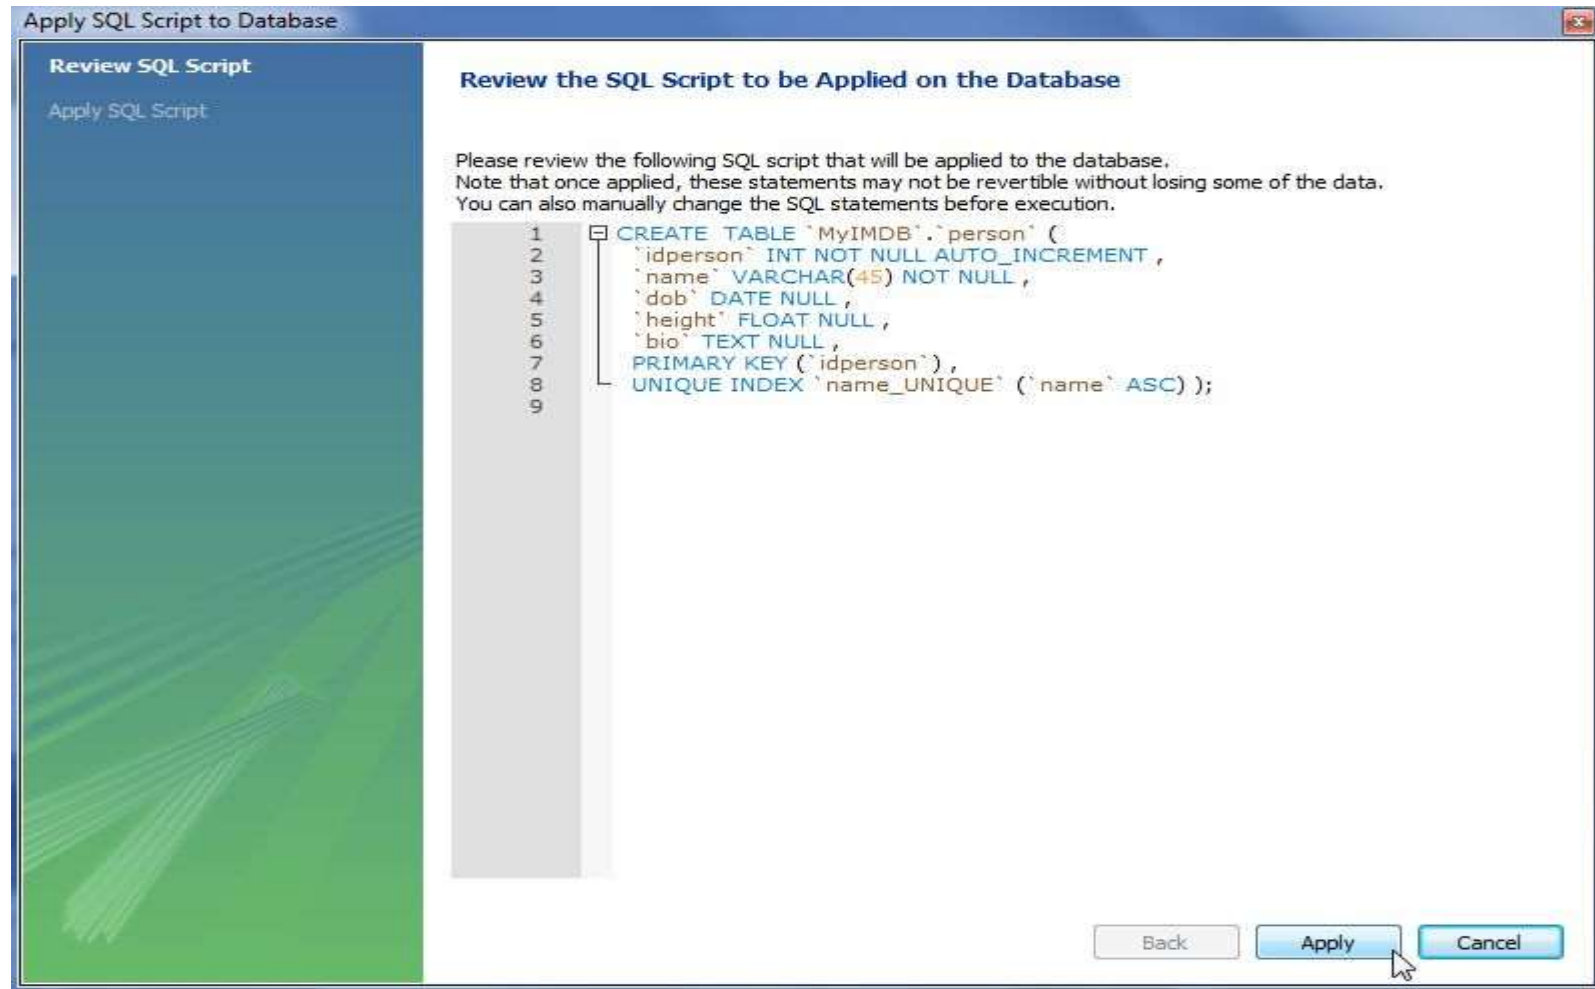 Apply SQL Script to Database
Review SQL Script
Apply SQL Script
Review the SQL Script to be Applied on the Database
Please review the following SQL script that will be applied to the database.
Note that once applied, these statements may not be revertible without losing some of the data.
You can also manually change the SQL statements before execution.
1 CREATE  TABLE `MyIMDB`.`person` (
2 `idperson` INT NOT NULL AUTO_INCREMENT ,
3 `name` VARCHAR(45) NOT NULL ,
4 `dob` DATE NULL ,
5 `height` FLOAT NULL ,
6 `bio` TEXT NULL ,
7 PRIMARY KEY (`idperson`) ,
8 UNIQUE INDEX `name_UNIQUE` (`name` ASC) );
9
Back Apply Cancel